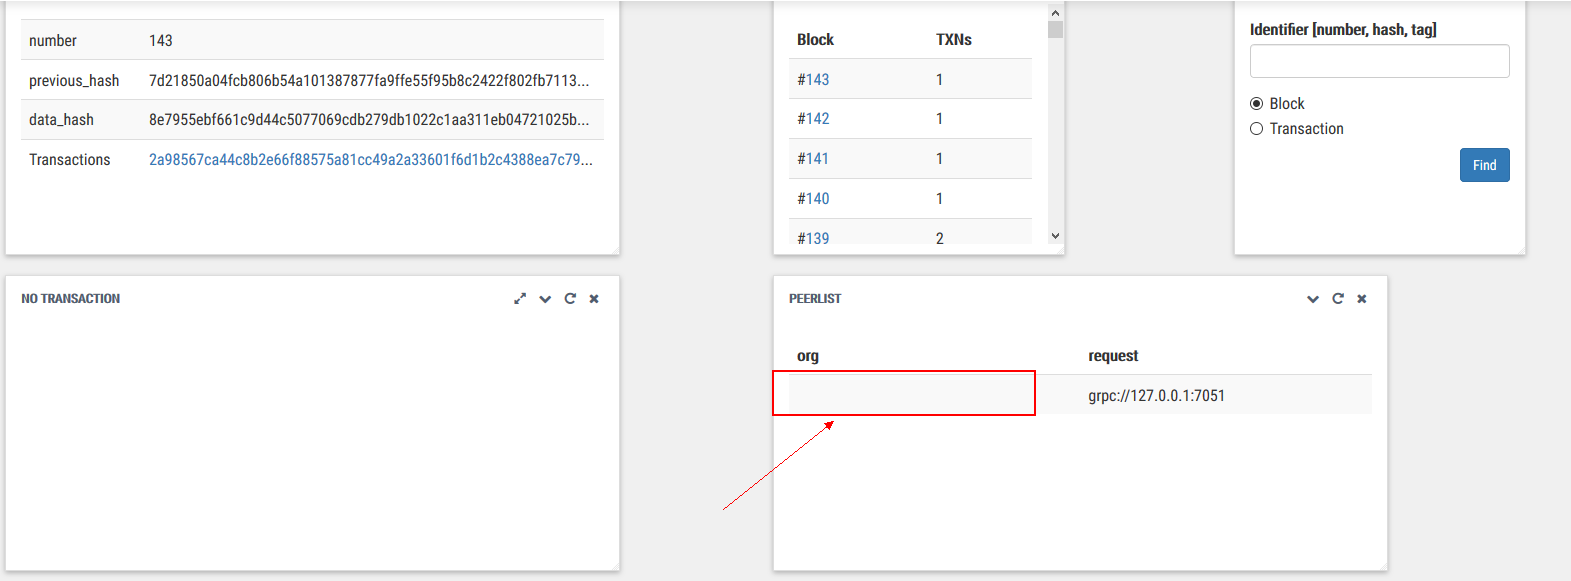 number 143
previous_hash 7d21850a04fcb806b54a101387877fa9ffe55f95b8c2422f802fb7113...
data_hash 8e7955ebf661c9d44c5077069cdb279db1022c1aa311eb04721025b...
Transactions 2a98567ca44c8b2e66f88575a81cc49a2a33601f6d1b2c4388ea7c79...
Block TXNs
#143 1
#142 1
#141 1
#140 1
#139 2
Identifier [number, hash, tag]
Block
Transaction
Find
NO TRANSACTION
PEERLIST
org request
grpc://127.0.0.1:7051